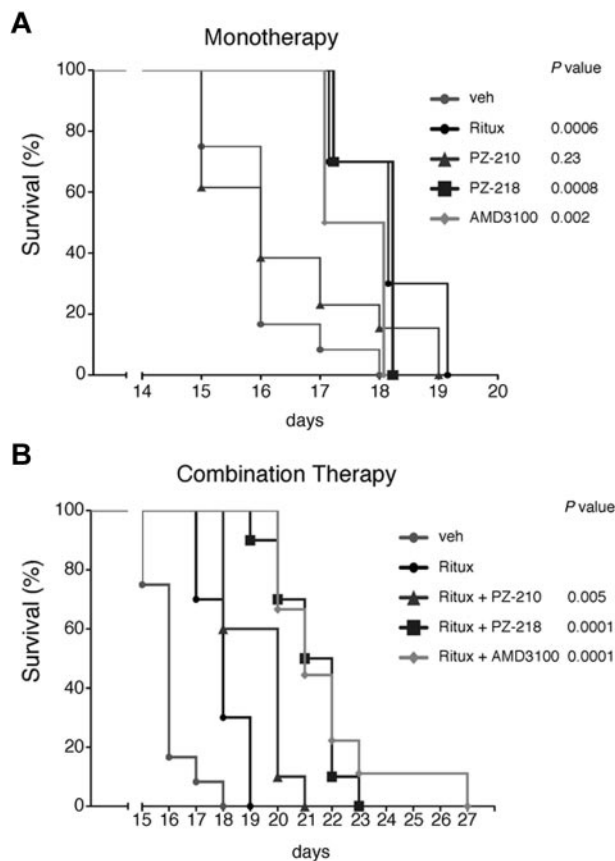 A
Monotherapy
P value
veh
Ritux 0.0006
PZ-210 0.23
PZ-218 0.0008
AMD3100 0.002
Survival (%)
100
80
60
40
20
0
14 15 16 17 18 19 20
days
B
Combination Therapy
P value
veh
Ritux
Ritux + PZ-210 0.005
Ritux + PZ-218 0.0001
Ritux + AMD3100 0.0001
Survival (%)
100
80
60
40
20
0
15 16 17 18 19 20 21 22 23 24 25 26 27
days